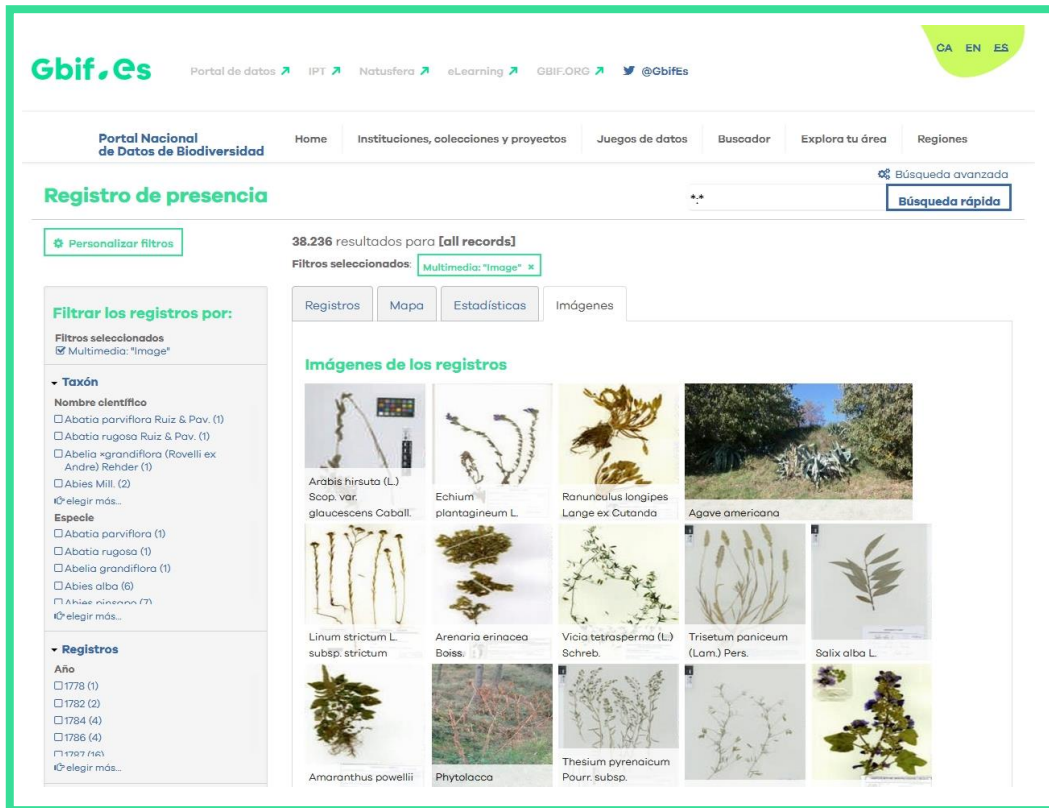 CA EN ES
Gbif.es
Portal de datos IPT Natusfera eLearning GBIF.ORG @GbifEs
Portal Nacional
de Datos de Biodiversidad
Home Instituciones, colecciones y proyectos Juegos de datos Buscador Explora tu área Regiones
Búsqueda avanzada
Registro de presencia
*:*
Búsqueda rápida
Personalizar filtros
38.236 resultados para [all records]
Filtros seleccionados: Multimedia: "Image" ×
Registros Mapa Estadísticas Imágenes
Filtrar los registros por:
Filtros seleccionados
Multimedia: "Image"
Taxón
Nombre científico
Abatia parviflora Ruiz & Pav. (1)
Abatia rugosa Ruiz & Pav. (1)
Abelia ×grandiflora (Rovelli ex
Andre) Rehder (1)
Abies Mill. (2)
elegir más...
Especie
Abatia parviflora (1)
Abatia rugosa (1)
Abelia grandiflora (1)
Abies alba (6)
Abies pinsapo (7)
elegir más...
Registros
Año
1778 (1)
1782 (2)
1784 (4)
1786 (4)
1787 (16)
elegir más...
Imágenes de los registros
Arabis hirsuta (L.)
Scop. var.
glaucescens Caball.
Echium
plantagineum L.
Ranunculus longipes
Lange ex Cutanda
Agave americana
Linum strictum L.
subsp. strictum
Arenaria erinacea
Boiss.
Vicia tetrasperma (L.)
Schreb.
Trisetum paniceum
(Lam.) Pers.
Salix alba L.
Amaranthus powellii
Phytolacca
Thesium pyrenaicum
Pourr. subsp.